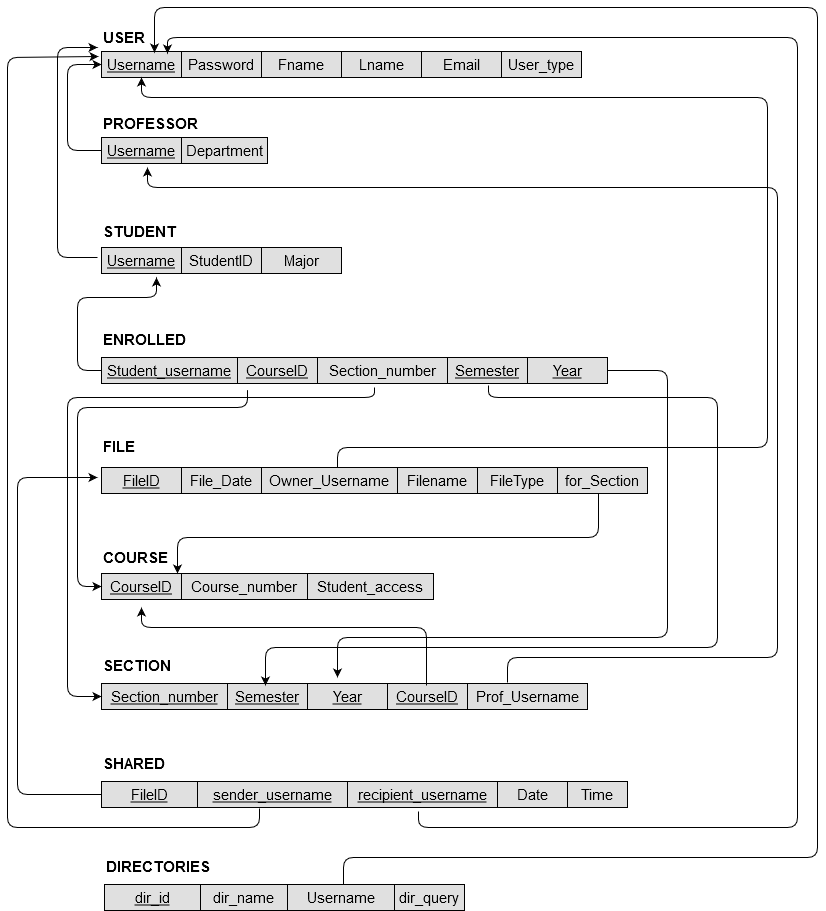 USER
Username Password Fname Lname Email User_type
PROFESSOR
Username Department
STUDENT
Username StudentID Major
ENROLLED
Student_username CourseID Section_number Semester Year
FILE
FileID File_Date Owner_Username Filename FileType for_Section
COURSE
CourseID Course_number Student_access
SECTION
Section_number Semester Year CourseID Prof_Username
SHARED
FileID sender_username recipient_username Date Time
DIRECTORIES
dir_id dir_name Username dir_query